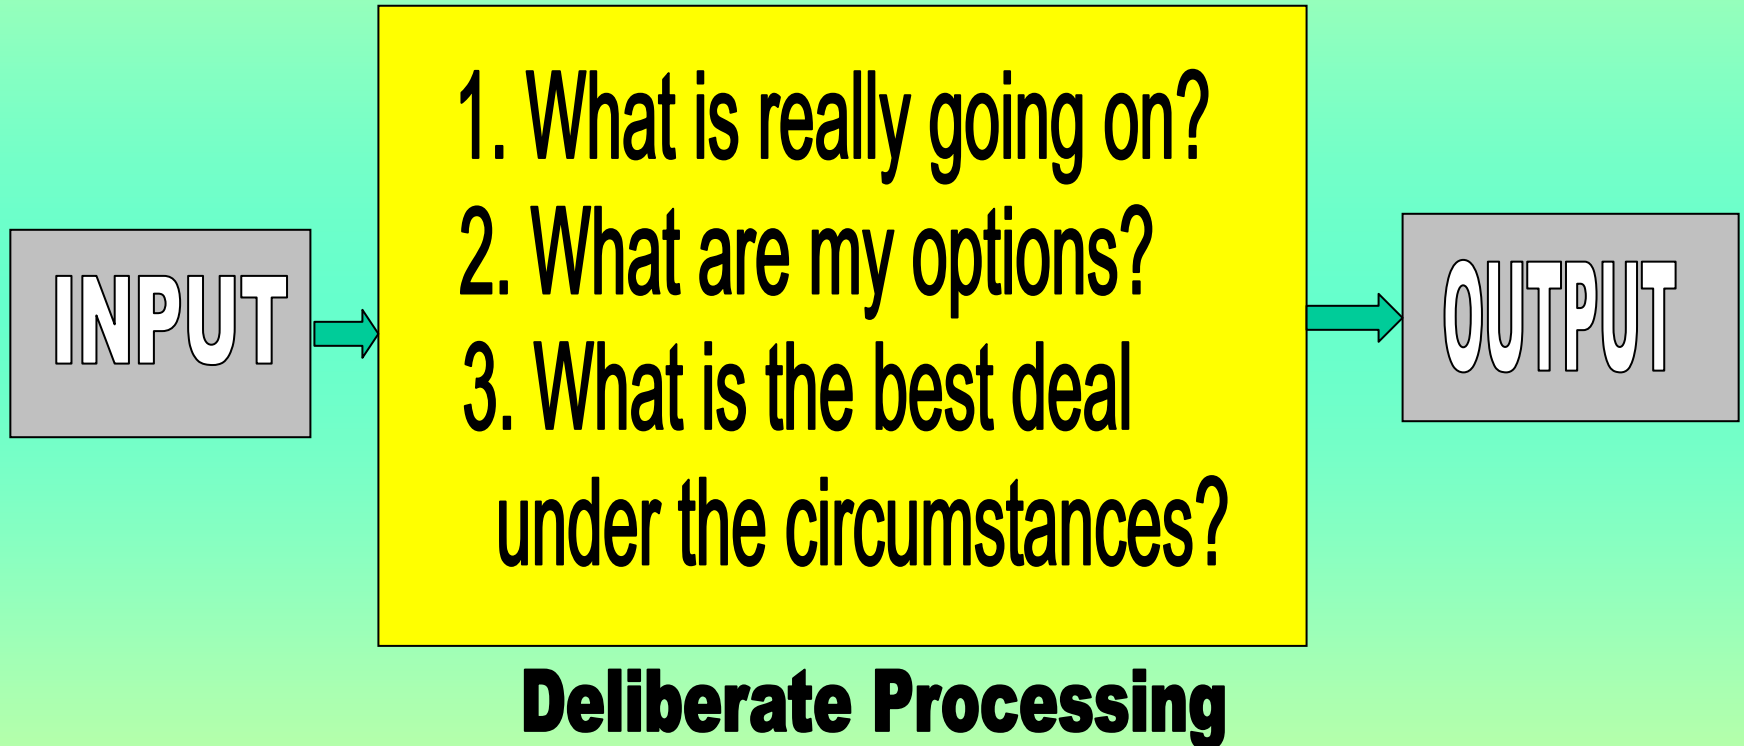 INPUT
1. What is really going on?
2. What are my options?
3. What is the best deal
under the circumstances?
OUTPUT
Deliberate Processing